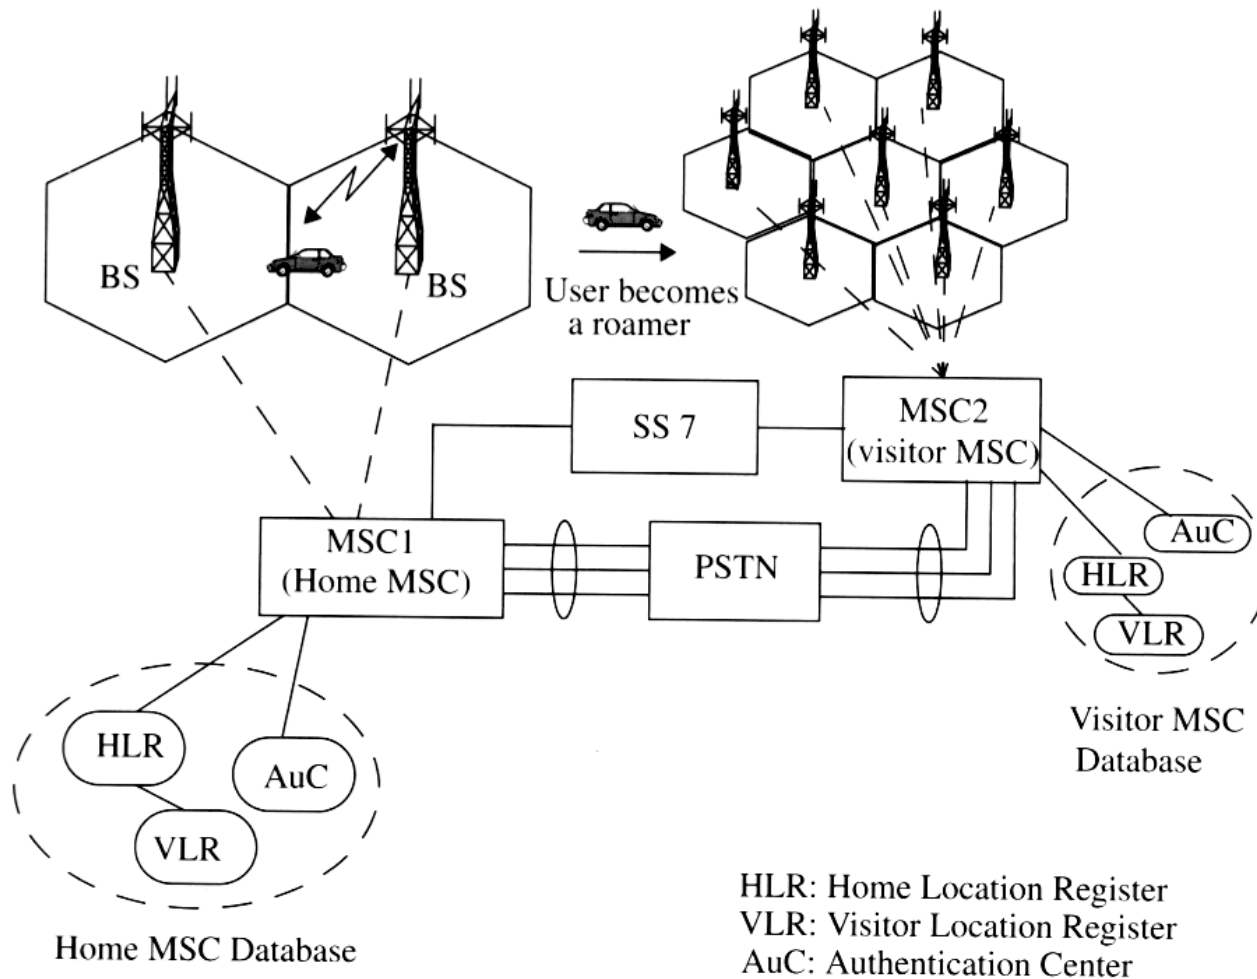 BS
BS
User becomes
a roamer
SS 7
MSC2
(visitor MSC)
MSC1
(Home MSC)
PSTN
AuC
HLR
VLR
Visitor MSC
Database
HLR
AuC
VLR
Home MSC Database
HLR: Home Location Register
VLR: Visitor Location Register
AuC: Authentication Center